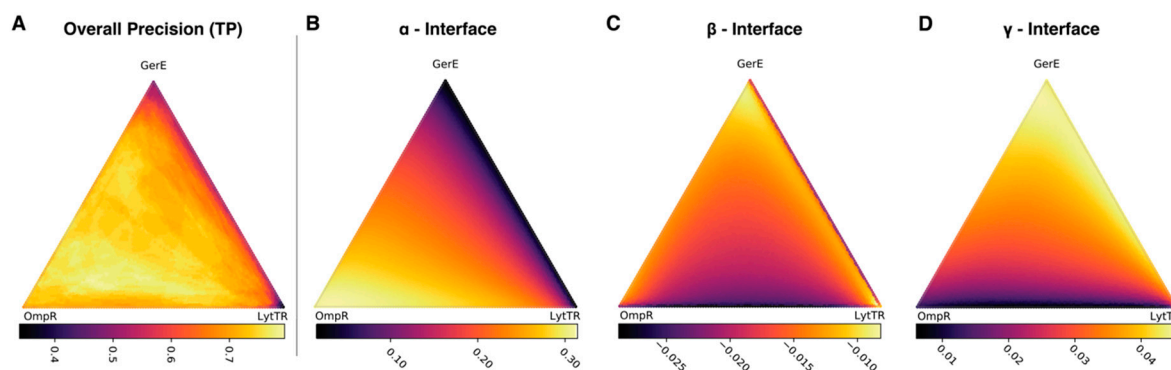 A
Overall Precision (TP)
GerE
OmpR
LytTR
0.4
0.5
0.6
0.7
B
α - Interface
GerE
OmpR
LytTR
0.10
0.20
0.30
C
β - Interface
GerE
OmpR
LytTR
−0.025
−0.020
−0.015
−0.010
D
γ - Interface
GerE
OmpR
LytTR
0.01
0.02
0.03
0.04